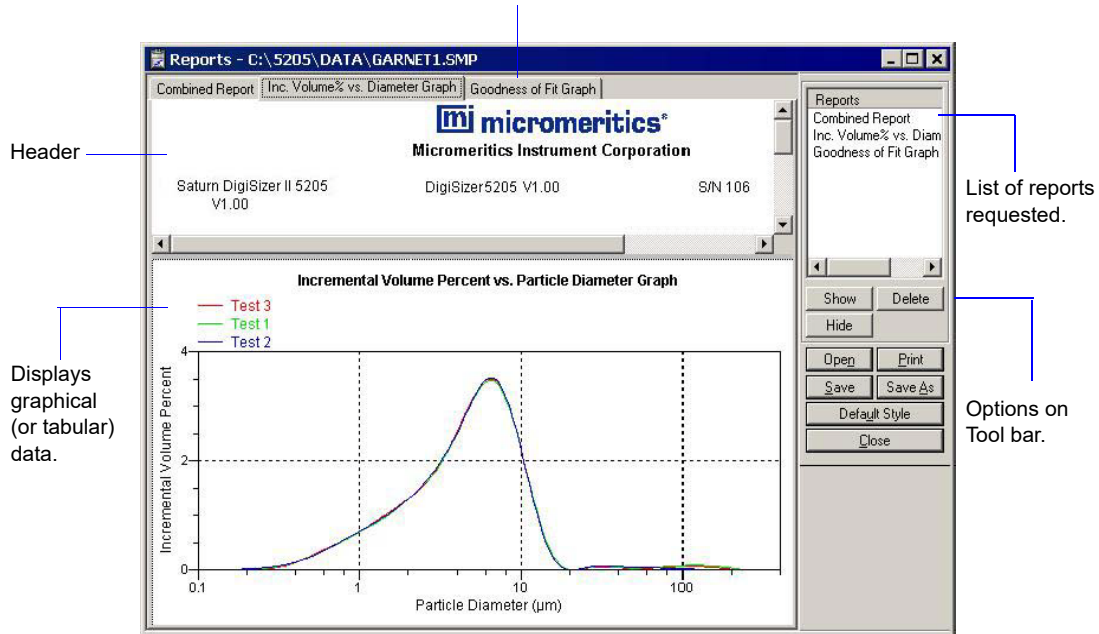 Reports - C:\5205\DATA\GARNET1.SMP
Combined Report
Inc. Volume% vs. Diameter Graph
Goodness of Fit Graph
mi micromeritics®
Micromeritics Instrument Corporation
Saturn DigiSizer II 5205
V1.00
DigiSizer5205 V1.00
S/N 106
Header
Reports
Combined Report
Inc. Volume% vs. Diam
Goodness of Fit Graph
List of reports
requested.
Show
Delete
Hide
Open
Print
Save
Save As
Default Style
Close
Options on
Tool bar.
Displays
graphical
(or tabular)
data.
Incremental Volume Percent vs. Particle Diameter Graph
Test 3
Test 1
Test 2
Incremental Volume Percent
4
2
0
0.1
1
10
100
Particle Diameter (µm)